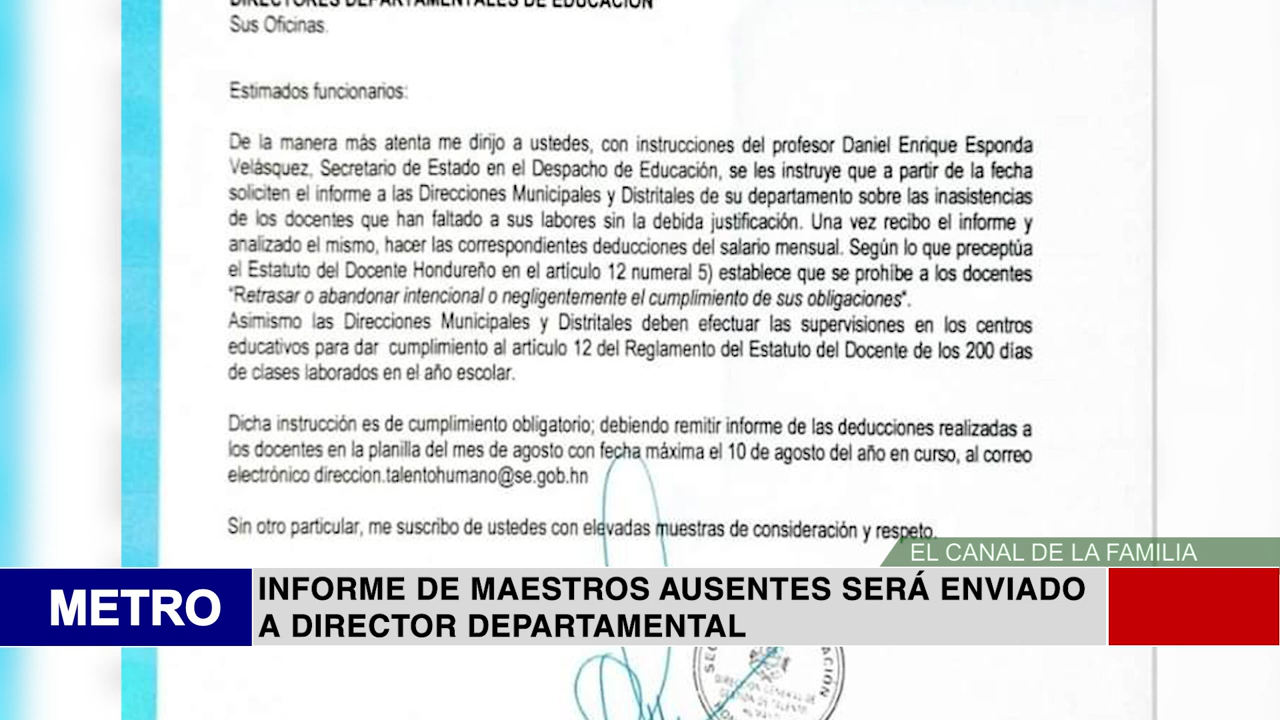 DIRECTORES DEPARTAMENTALES DE EDUCACIÓN
Sus Oficinas.
Estimados funcionarios:
De la manera más atenta me dirijo a ustedes, con instrucciones del profesor Daniel Enrique Esponda
Velásquez, Secretario de Estado en el Despacho de Educación, se les instruye que a partir de la fecha
soliciten el informe a las Direcciones Municipales y Distritales de su departamento sobre las inasistencias
de los docentes que han faltado a sus labores sin la debida justificación. Una vez recibo el informe y
analizado el mismo, hacer las correspondientes deducciones del salario mensual. Según lo que preceptúa
el Estatuto del Docente Hondureño en el artículo 12 numeral 5) establece que se prohíbe a los docentes
"Retrasar o abandonar intencional o negligentemente el cumplimiento de sus obligaciones".
Asimismo las Direcciones Municipales y Distritales deben efectuar las supervisiones en los centros
educativos para dar cumplimiento al artículo 12 del Reglamento del Estatuto del Docente de los 200 días
de clases laborados en el año escolar.
Dicha instrucción es de cumplimiento obligatorio; debiendo remitir informe de las deducciones realizadas a
los docentes en la planilla del mes de agosto con fecha máxima el 10 de agosto del año en curso, al correo
electrónico direccion.talentohumano@se.gob.hn
Sin otro particular, me suscribo de ustedes con elevadas muestras de consideración y respeto.
EL CANAL DE LA FAMILIA
METRO
INFORME DE MAESTROS AUSENTES SERÁ ENVIADO
A DIRECTOR DEPARTAMENTAL
DIRECCIÓN GENERAL DE
GESTIÓN DE TALENTO
HUMANO